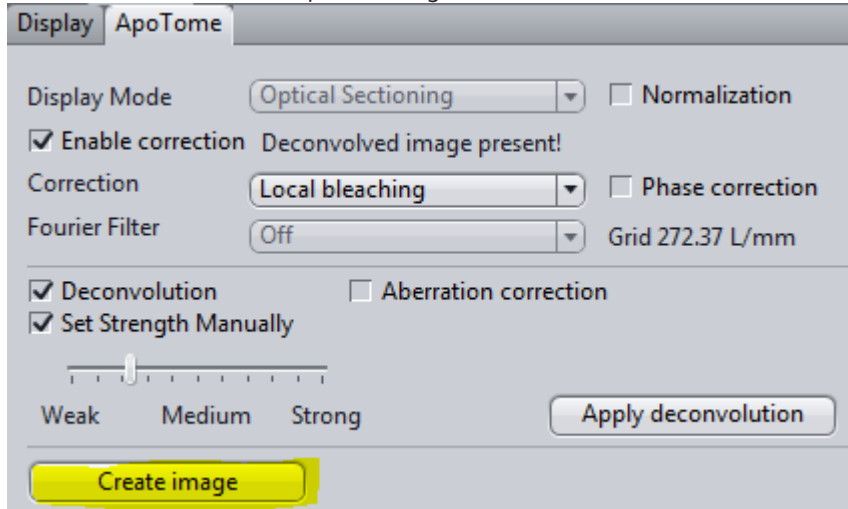 Display ApoTome
Display Mode Optical Sectioning Normalization
Enable correction Deconvolved image present!
Correction Local bleaching Phase correction
Fourier Filter Off Grid 272.37 L/mm
Deconvolution Aberration correction
Set Strength Manually
Weak Medium Strong Apply deconvolution
Create image